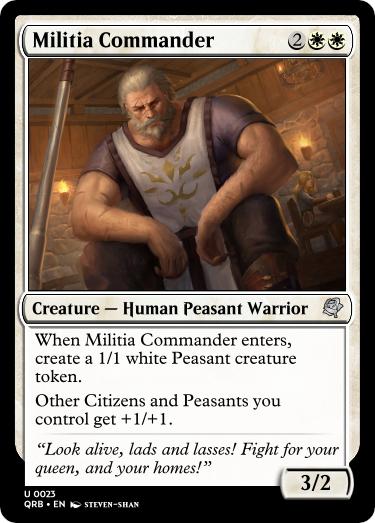 Militia Commander 2
Creature — Human Peasant Warrior
When Militia Commander enters,
create a 1/1 white Peasant creature
token.
Other Citizens and Peasants you
control get +1/+1.
“Look alive, lads and lasses! Fight for your
queen, and your homes!”
3/2
U 0023
QRB • EN STEVEN-SHAN